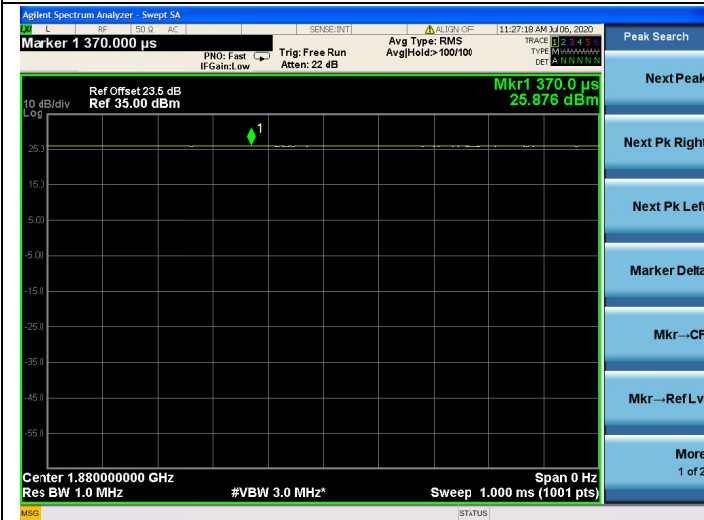 Agilent Spectrum Analyzer - Swept SA
L RF 50 Ω AC SENSE:INT ALIGN OFF 11:27:18 AM Jul 06, 2020
Marker 1 370.000 µs
PNO: Fast
IFGain:Low
Trig: Free Run
Atten: 22 dB
Avg Type: RMS
Avg|Hold:>100/100
TRACE 1 2 3 4 5 6
TYPE M
DET A N N N N N
Peak Search
Next Peak
Next Pk Right
Next Pk Left
Marker Delta
Mkr→CF
Mkr→Ref Lv
More
1 of 2
Ref Offset 23.5 dB
10 dB/div Ref 35.00 dBm
Log
Mkr1 370.0 µs
25.876 dBm
1
25.0
15.0
5.00
-5.00
-15.0
-25.0
-35.0
-45.0
-55.0
Center 1.880000000 GHz Span 0 Hz
Res BW 1.0 MHz #VBW 3.0 MHz* Sweep 1.000 ms (1001 pts)
MSG STATUS